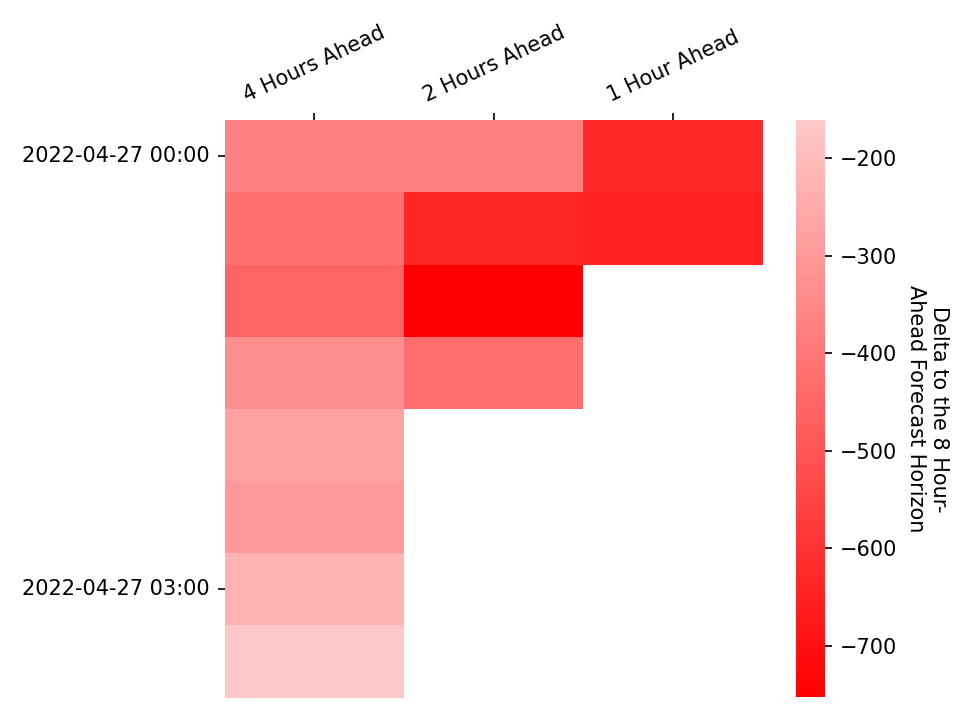 4 Hours Ahead
2 Hours Ahead
1 Hour Ahead
2022-04-27 00:00
2022-04-27 03:00
−200
−300
−400
−500
−600
−700
Delta to the 8 Hour-
Ahead Forecast Horizon